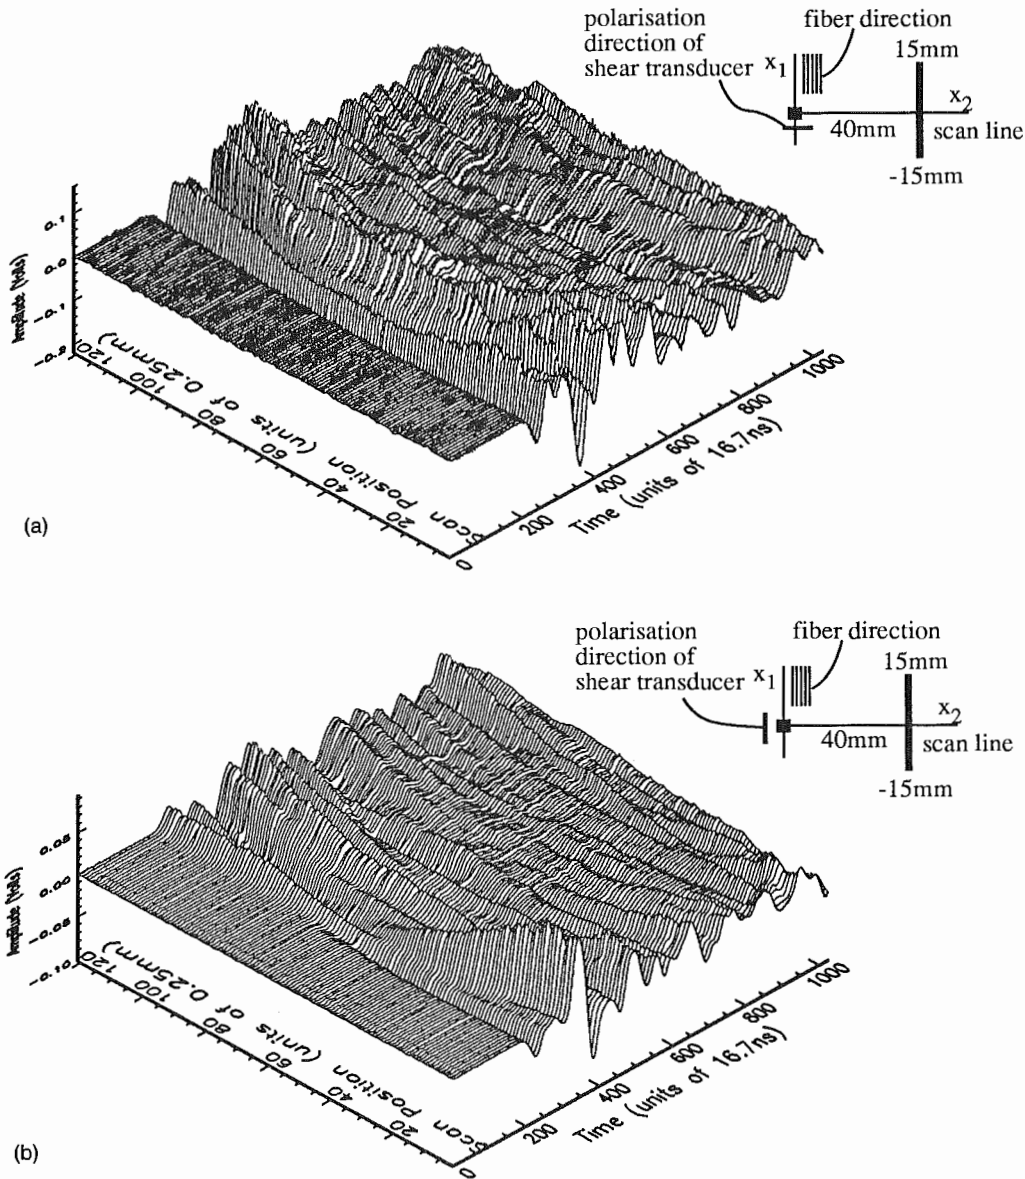 polarisation
direction of
shear transducer
fiber direction
x1
15mm
x2
40mm
scan line
-15mm
0.1
0.0
-0.1
-0.2
Amplitude (Volts)
120
100
80
60
40
20
0
Scan Position (units of 0.25mm)
200
400
600
800
1000
Time (units of 16.7ns)
(a)
polarisation
direction of
shear transducer
fiber direction
x1
15mm
x2
40mm
scan line
-15mm
0.05
0.00
-0.05
-0.10
Amplitude (Volts)
120
100
80
60
40
20
0
Scan Position (units of 0.25mm)
200
400
600
800
1000
Time (units of 16.7ns)
(b)